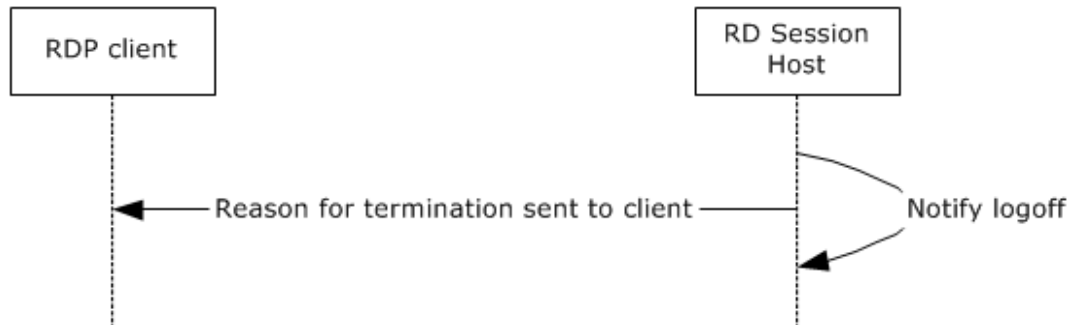 RDP client
RD Session
Host
Reason for termination sent to client
Notify logoff